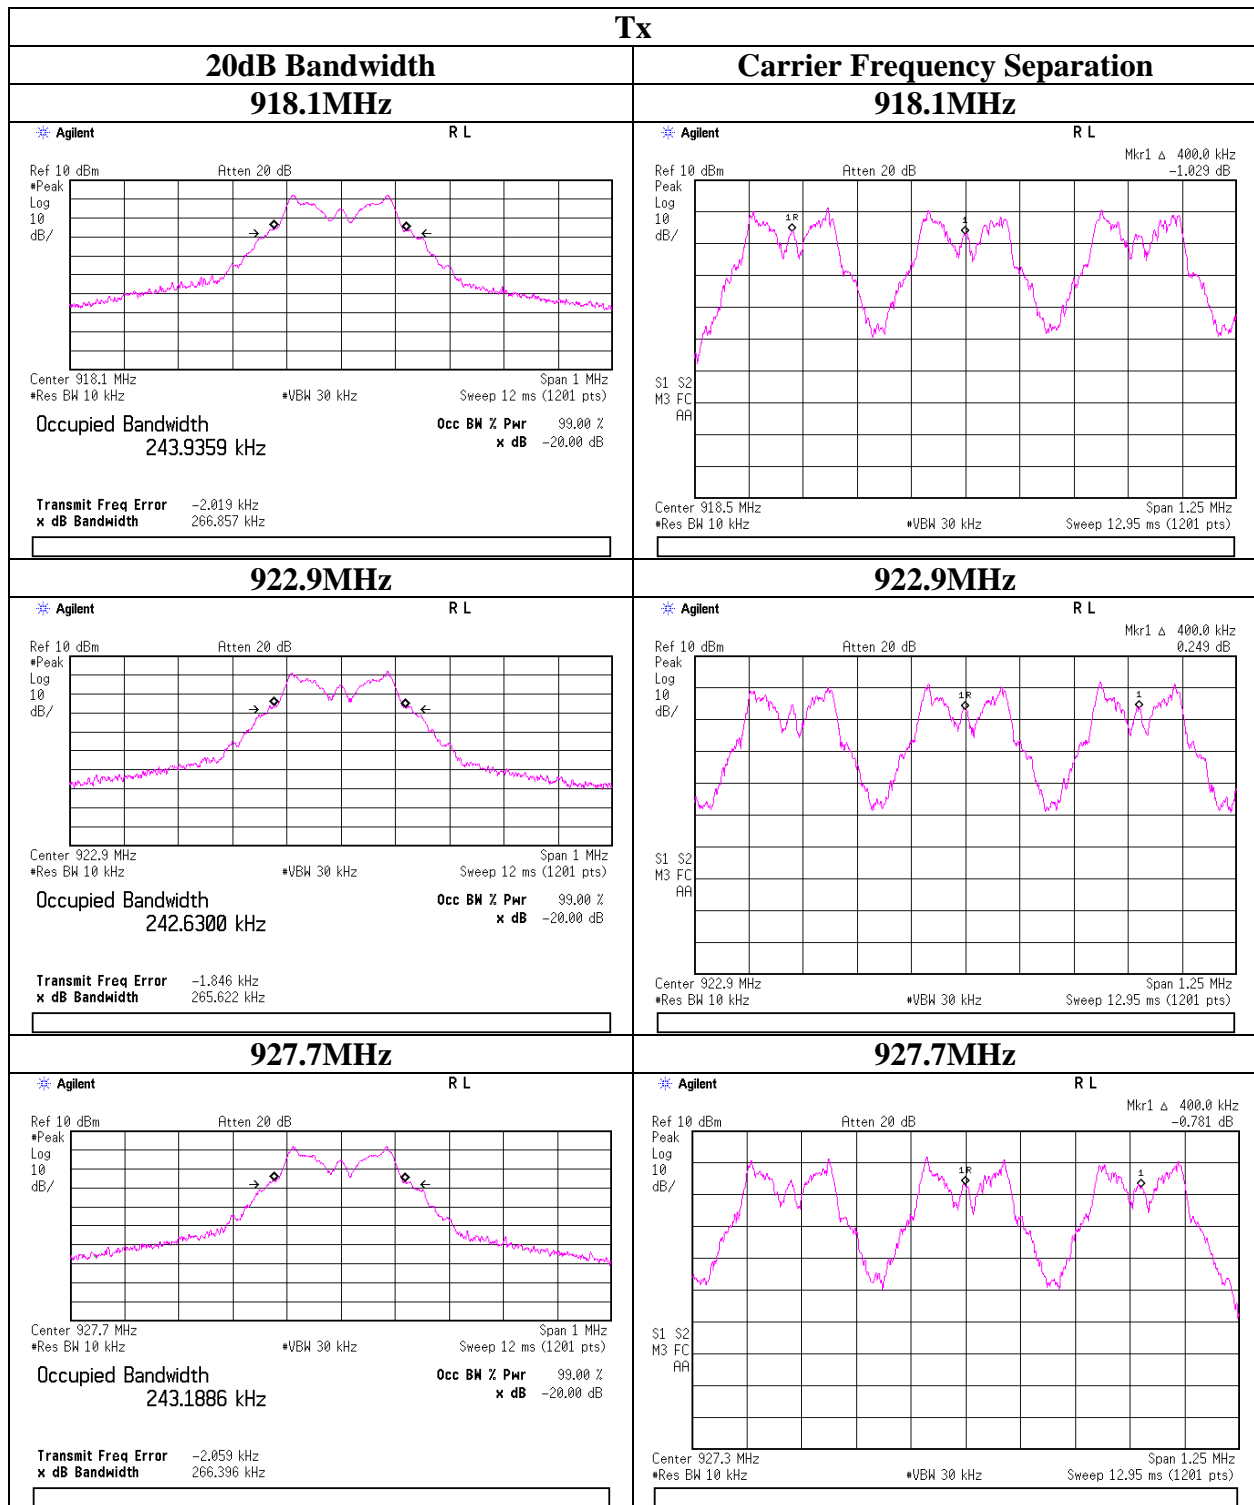 Tx
20dB Bandwidth
Carrier Frequency Separation
918.1MHz
918.1MHz
Agilent
R L
Ref 10 dBm
Atten 20 dB
#Peak
Log
10
dB/
Center 918.1 MHz
Span 1 MHz
#Res BW 10 kHz
#VBW 30 kHz
Sweep 12 ms (1201 pts)
Occupied Bandwidth
243.9359 kHz
Occ BW % Pwr 99.00 %
x dB -20.00 dB
Transmit Freq Error -2.019 kHz
x dB Bandwidth 266.857 kHz
Agilent
R L
Mkr1 Δ 400.0 kHz
Ref 10 dBm
Atten 20 dB
-1.029 dB
Peak
Log
10
dB/
1R
1
S1 S2
M3 FC
AA
Center 918.5 MHz
Span 1.25 MHz
#Res BW 10 kHz
#VBW 30 kHz
Sweep 12.95 ms (1201 pts)
922.9MHz
922.9MHz
Agilent
R L
Ref 10 dBm
Atten 20 dB
#Peak
Log
10
dB/
Center 922.9 MHz
Span 1 MHz
#Res BW 10 kHz
#VBW 30 kHz
Sweep 12 ms (1201 pts)
Occupied Bandwidth
242.6300 kHz
Occ BW % Pwr 99.00 %
x dB -20.00 dB
Transmit Freq Error -1.846 kHz
x dB Bandwidth 265.622 kHz
Agilent
R L
Mkr1 Δ 400.0 kHz
Ref 10 dBm
Atten 20 dB
0.249 dB
Peak
Log
10
dB/
1R
1
S1 S2
M3 FC
AA
Center 922.9 MHz
Span 1.25 MHz
#Res BW 10 kHz
#VBW 30 kHz
Sweep 12.95 ms (1201 pts)
927.7MHz
927.7MHz
Agilent
R L
Ref 10 dBm
Atten 20 dB
#Peak
Log
10
dB/
Center 927.7 MHz
Span 1 MHz
#Res BW 10 kHz
#VBW 30 kHz
Sweep 12 ms (1201 pts)
Occupied Bandwidth
243.1886 kHz
Occ BW % Pwr 99.00 %
x dB -20.00 dB
Transmit Freq Error -2.059 kHz
x dB Bandwidth 266.396 kHz
Agilent
R L
Mkr1 Δ 400.0 kHz
Ref 10 dBm
Atten 20 dB
-0.781 dB
Peak
Log
10
dB/
1R
1
S1 S2
M3 FC
AA
Center 927.3 MHz
Span 1.25 MHz
#Res BW 10 kHz
#VBW 30 kHz
Sweep 12.95 ms (1201 pts)